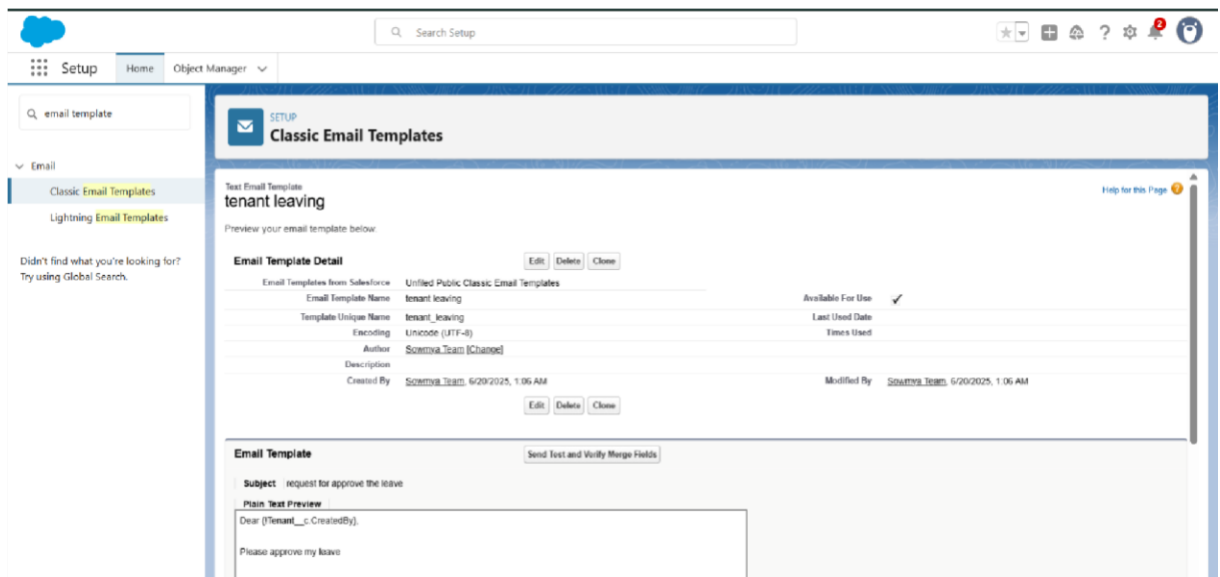 Search Setup
2
Setup
Home
Object Manager
email template
Email
Classic Email Templates
Lightning Email Templates
Didn't find what you're looking for?
Try using Global Search.
SETUP
Classic Email Templates
Text Email Template
tenant leaving
Help for this Page ?
Preview your email template below.
Email Template Detail
Edit Delete Clone
Email Templates from Salesforce Unfiled Public Classic Email Templates
Email Template Name tenant leaving Available For Use ✓
Template Unique Name tenant_leaving Last Used Date
Encoding Unicode (UTF-8) Times Used
Author Sowmya Team [Change]
Description
Created By Sowmya Team, 6/20/2025, 1:06 AM Modified By Sowmya Team, 6/20/2025, 1:06 AM
Edit Delete Clone
Email Template Send Test and Verify Merge Fields
Subject request for approve the leave
Plain Text Preview
Dear {!Tenant__c.CreatedBy},
Please approve my leave